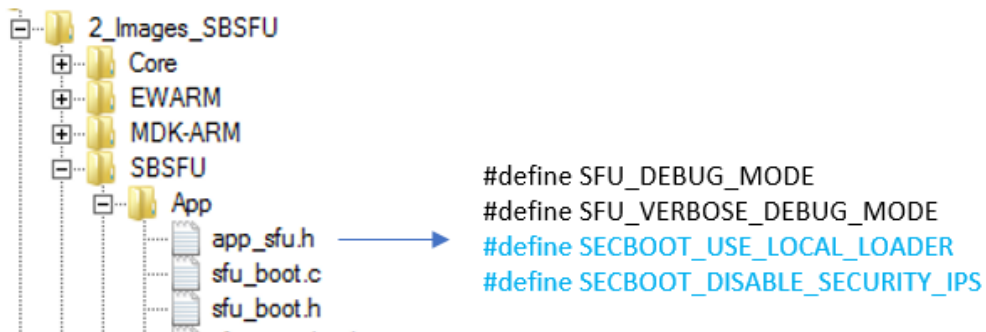 2_Images_SBSFU
Core
EWARM
MDK-ARM
SBSFU
App
app_sfu.h
sfu_boot.c
sfu_boot.h
#define SFU_DEBUG_MODE
#define SFU_VERBOSE_DEBUG_MODE
#define SECBOOT_USE_LOCAL_LOADER
#define SECBOOT_DISABLE_SECURITY_IPS